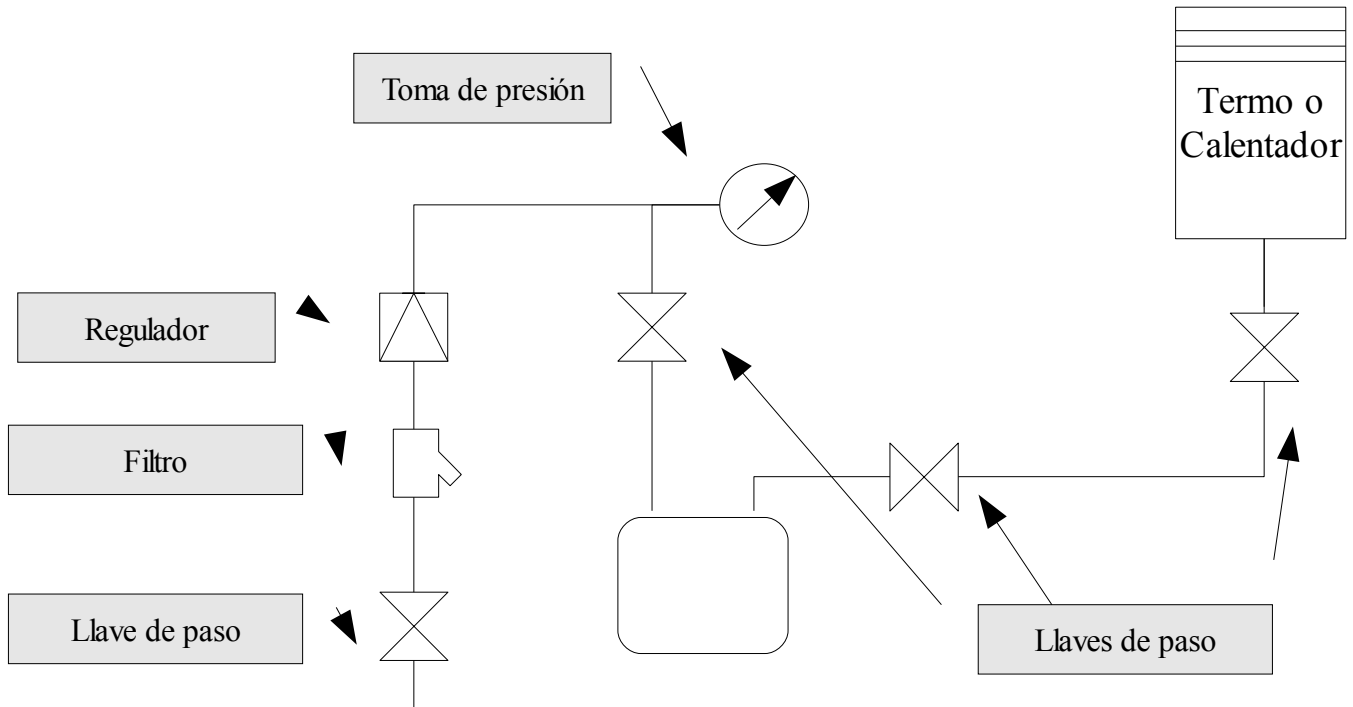 Toma de presión
Termo o
Calentador
Regulador
Filtro
Llave de paso
Llaves de paso